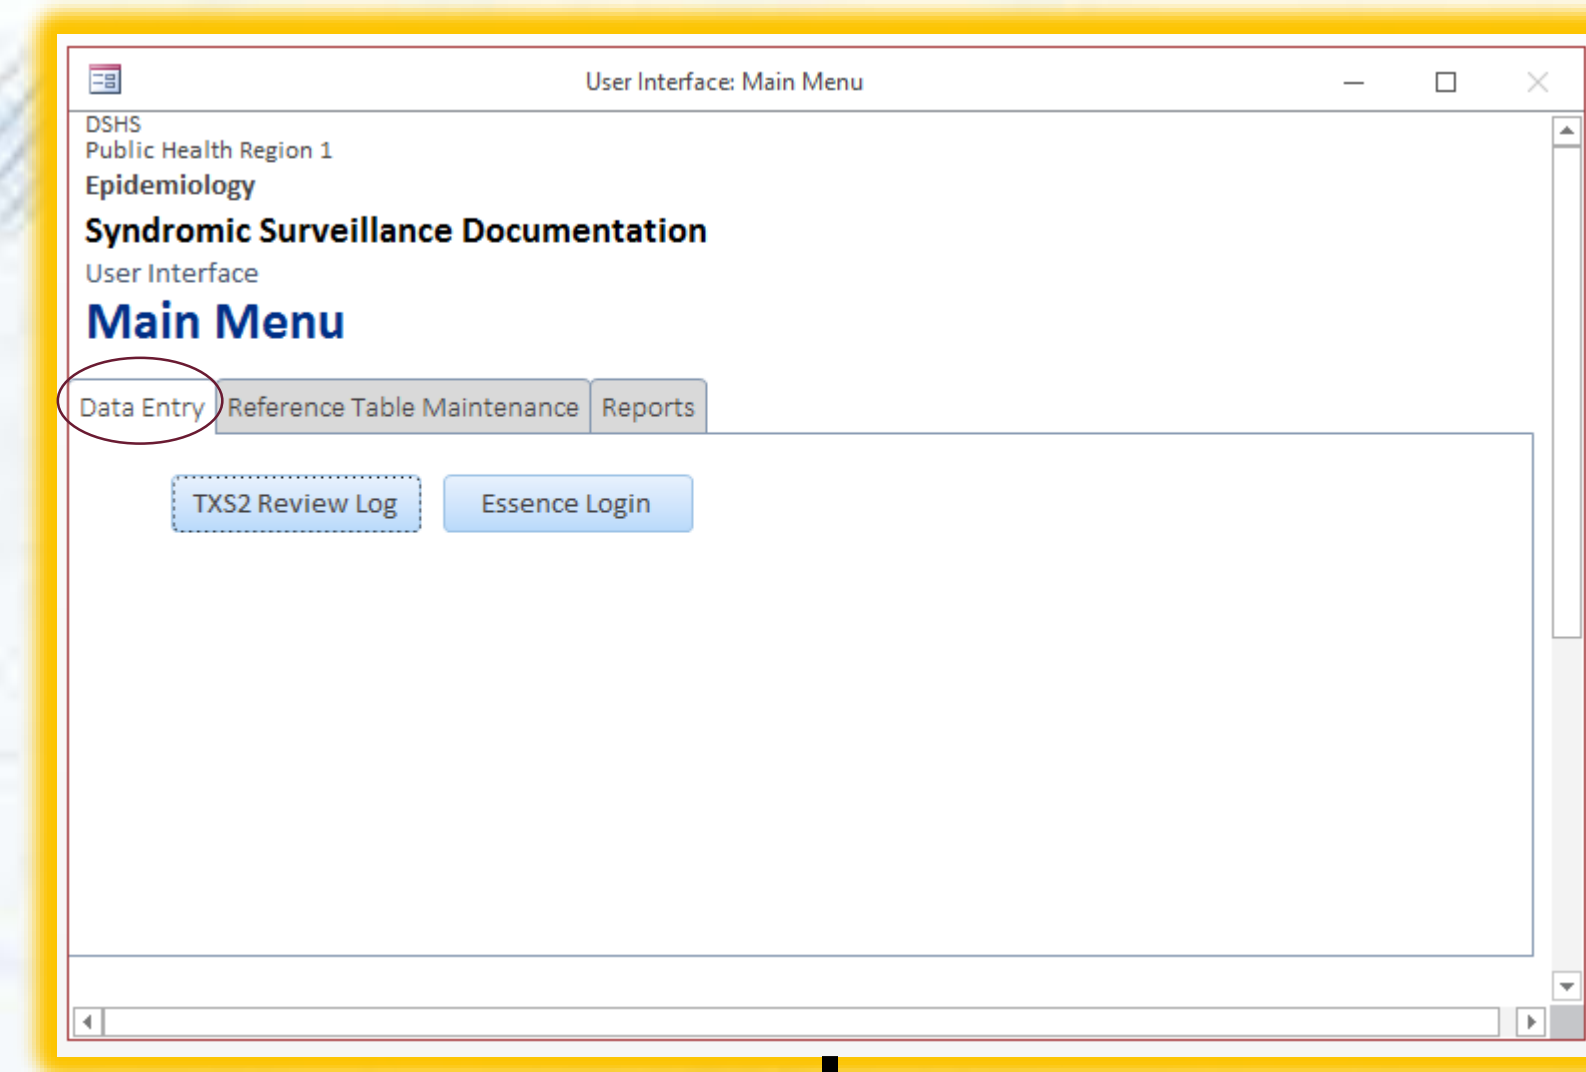 User Interface: Main Menu
DSHS
Public Health Region 1
Epidemiology
Syndromic Surveillance Documentation
User Interface
Main Menu
Data Entry Reference Table Maintenance Reports
TXS2 Review Log Essence Login